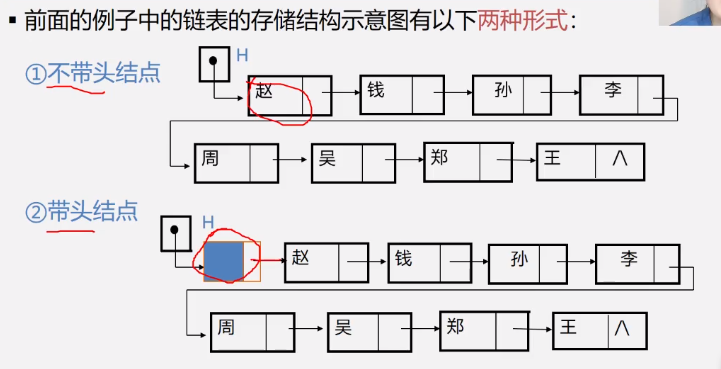 ▪ 前面的例子中的链表的存储结构示意图有以下两种形式：
①不带头结点
H
赵 钱 孙 李
周 吴 郑 王 ∧
②带头结点
H
赵 钱 孙 李
周 吴 郑 王 ∧